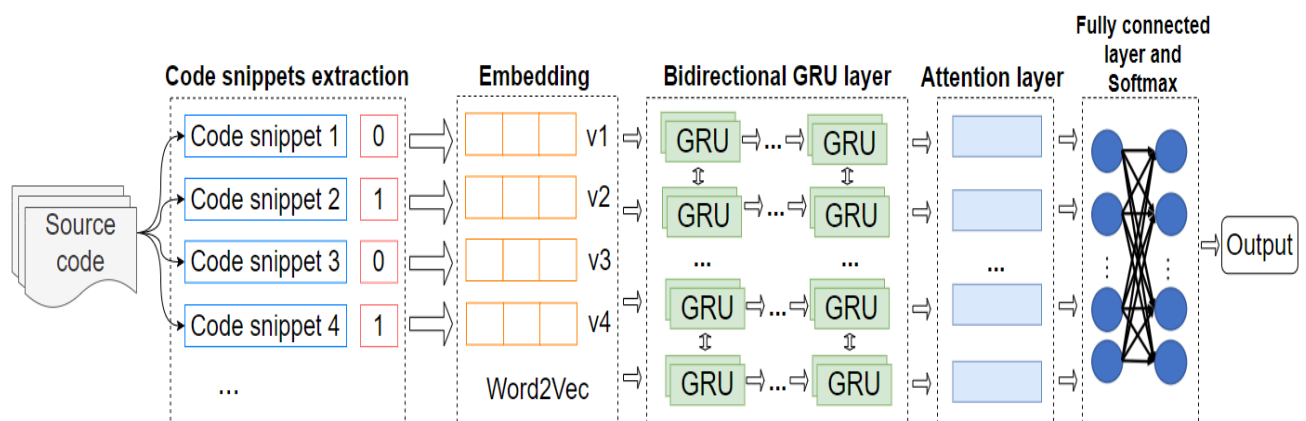 Source
code
Code snippets extraction
Code snippet 1 0
Code snippet 2 1
Code snippet 3 0
Code snippet 4 1
...
Embedding
v1
v2
v3
v4
Word2Vec
Bidirectional GRU layer
GRU ... GRU
GRU ... GRU
... ...
GRU ... GRU
GRU ... GRU
Attention layer
...
Fully connected
layer and
Softmax
Output